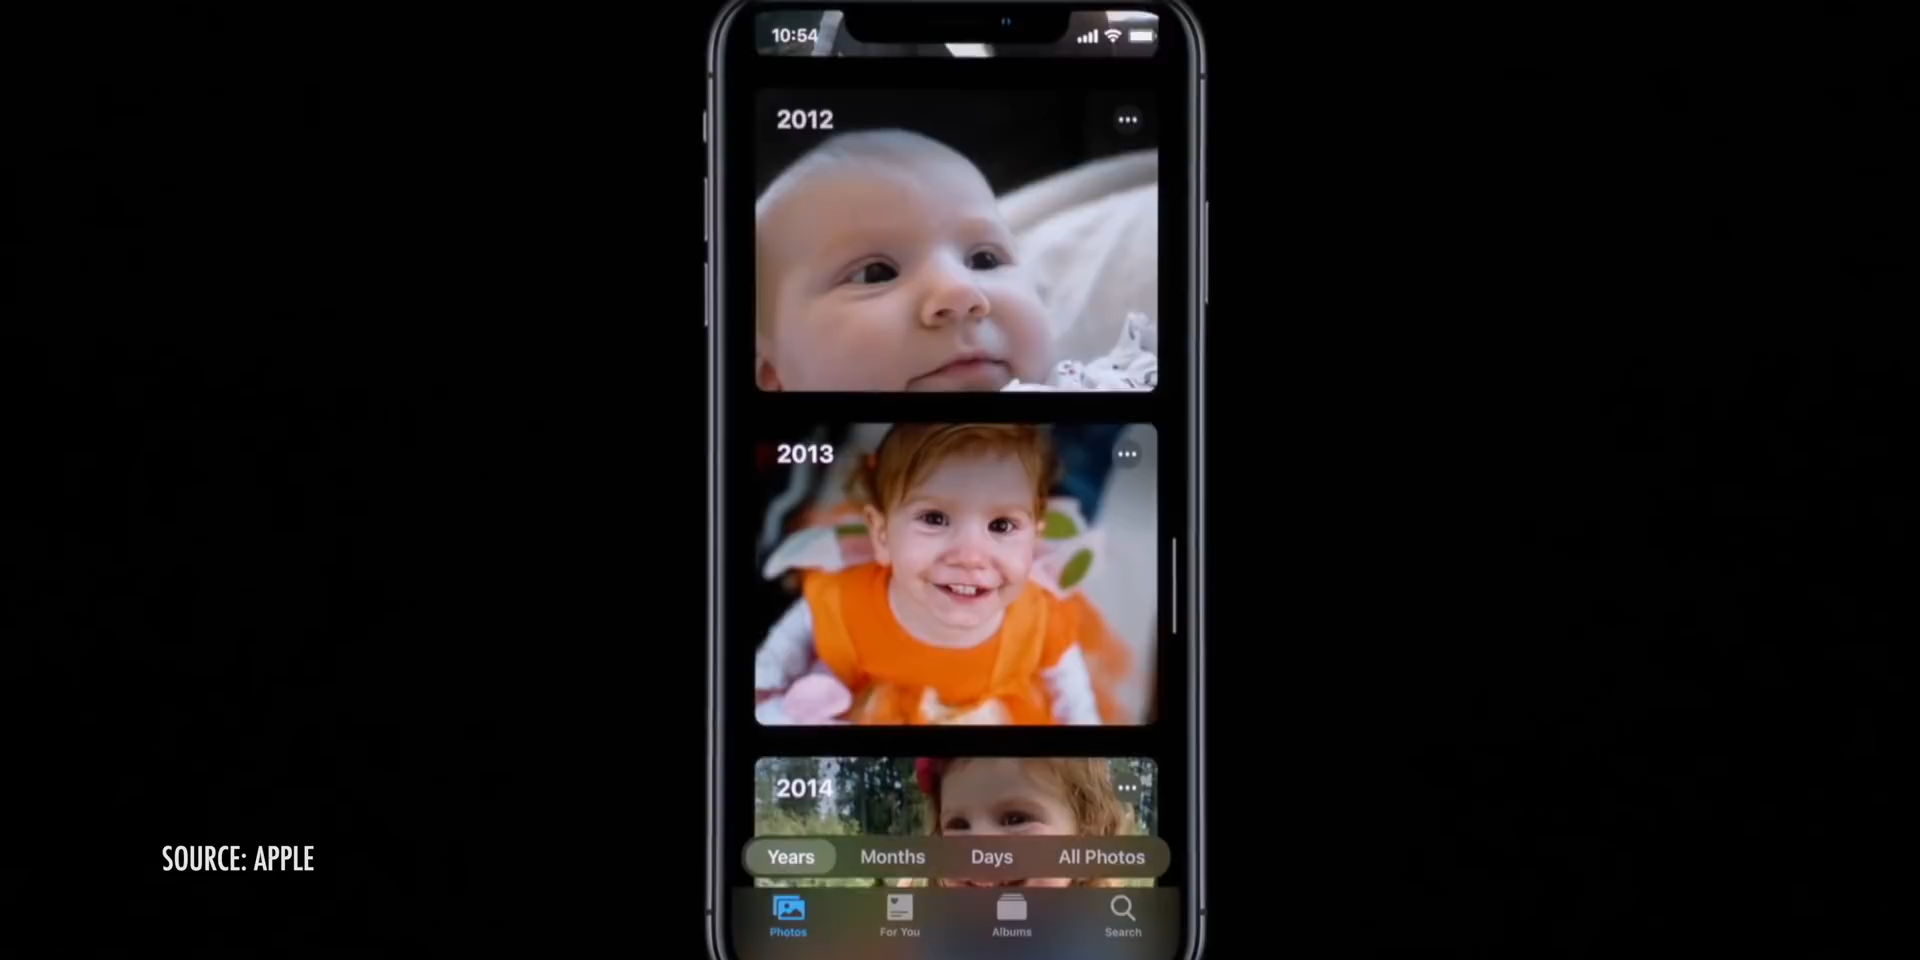 10:54
2012
2013
2014
Years Months Days All Photos
Photos For You Albums Search
SOURCE: APPLE